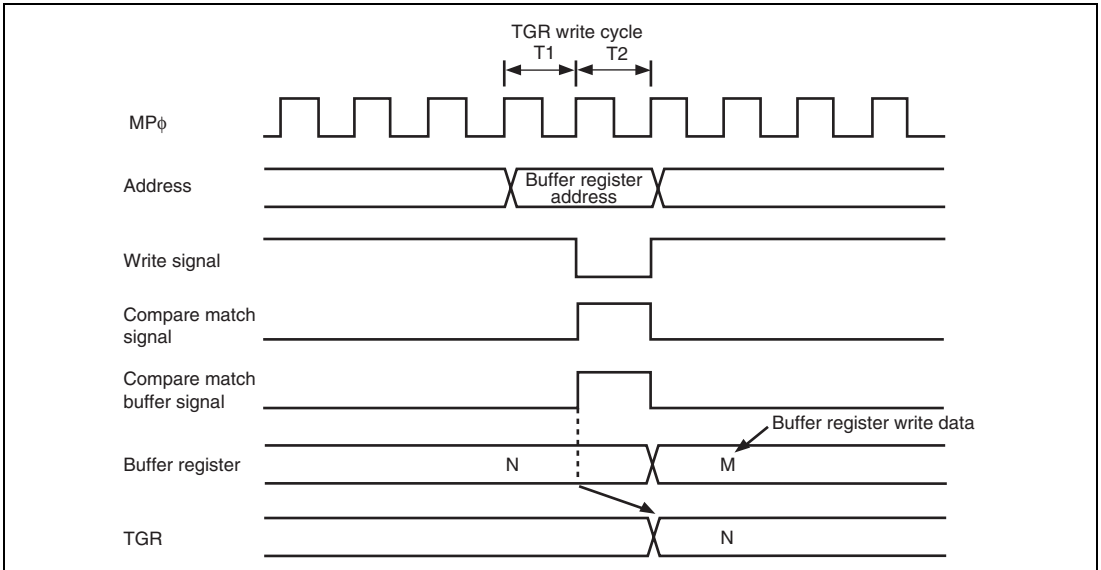 TGR write cycle
T1 T2
MPϕ
Address
Buffer register
address
Write signal
Compare match
signal
Compare match
buffer signal
Buffer register write data
Buffer register
N
M
TGR
N